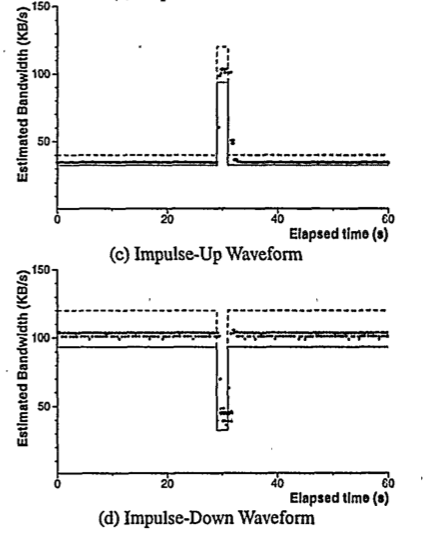 150
100
50
Estimated Bandwidth (KB/s)
0 20 40 60
Elapsed time (s)
(c) Impulse-Up Waveform
150
100
50
Estimated Bandwidth (KB/s)
0 20 40 60
Elapsed time (s)
(d) Impulse-Down Waveform